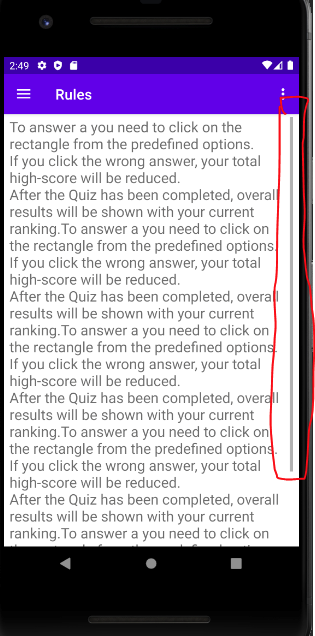 2:49
Rules
To answer a you need to click on the
rectangle from the predefined options.
If you click the wrong answer, your total
high-score will be reduced.
After the Quiz has been completed, overall
results will be shown with your current
ranking.To answer a you need to click on
the rectangle from the predefined options.
If you click the wrong answer, your total
high-score will be reduced.
After the Quiz has been completed, overall
results will be shown with your current
ranking.To answer a you need to click on
the rectangle from the predefined options.
If you click the wrong answer, your total
high-score will be reduced.
After the Quiz has been completed, overall
results will be shown with your current
ranking.To answer a you need to click on
the rectangle from the predefined options.
If you click the wrong answer, your total
high-score will be reduced.
After the Quiz has been completed, overall
results will be shown with your current
ranking.To answer a you need to click on